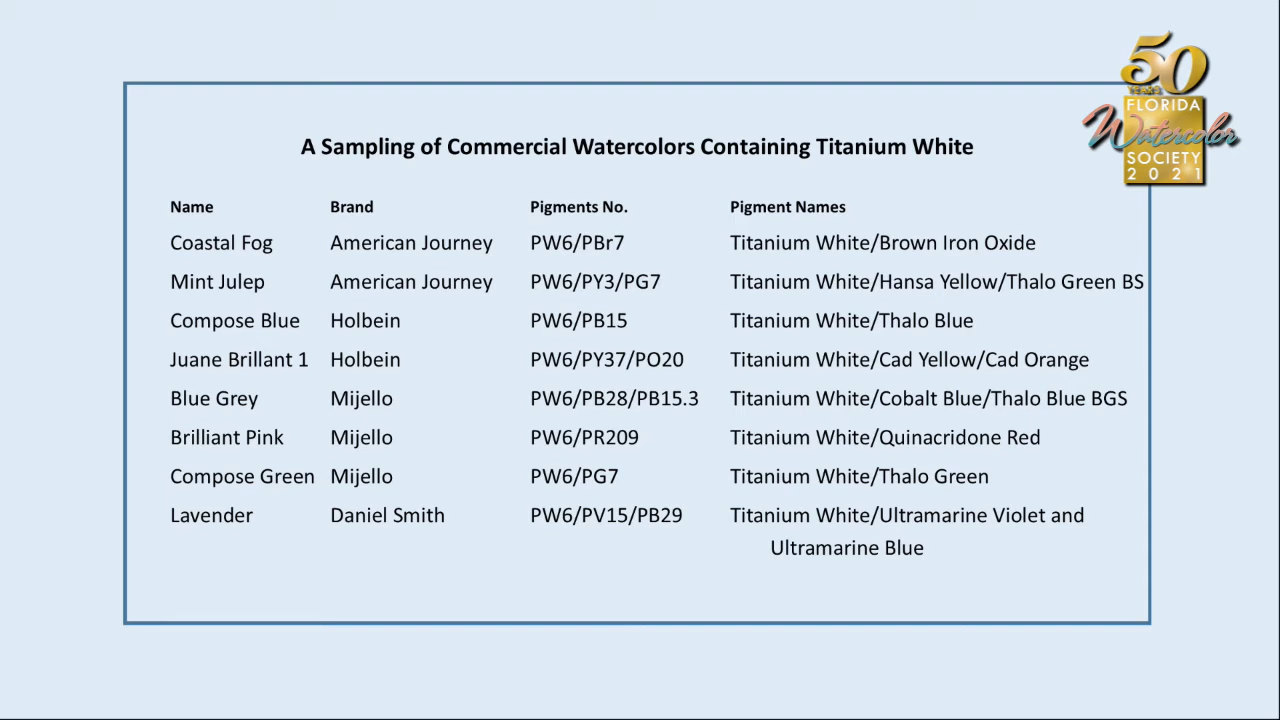 50
YEARS
FLORIDA
Watercolor
SOCIETY
2021
A Sampling of Commercial Watercolors Containing Titanium White
Name Brand Pigments No. Pigment Names
Coastal Fog American Journey PW6/PBr7 Titanium White/Brown Iron Oxide
Mint Julep American Journey PW6/PY3/PG7 Titanium White/Hansa Yellow/Thalo Green BS
Compose Blue Holbein PW6/PB15 Titanium White/Thalo Blue
Juane Brillant 1 Holbein PW6/PY37/PO20 Titanium White/Cad Yellow/Cad Orange
Blue Grey Mijello PW6/PB28/PB15.3 Titanium White/Cobalt Blue/Thalo Blue BGS
Brilliant Pink Mijello PW6/PR209 Titanium White/Quinacridone Red
Compose Green Mijello PW6/PG7 Titanium White/Thalo Green
Lavender Daniel Smith PW6/PV15/PB29 Titanium White/Ultramarine Violet and
Ultramarine Blue